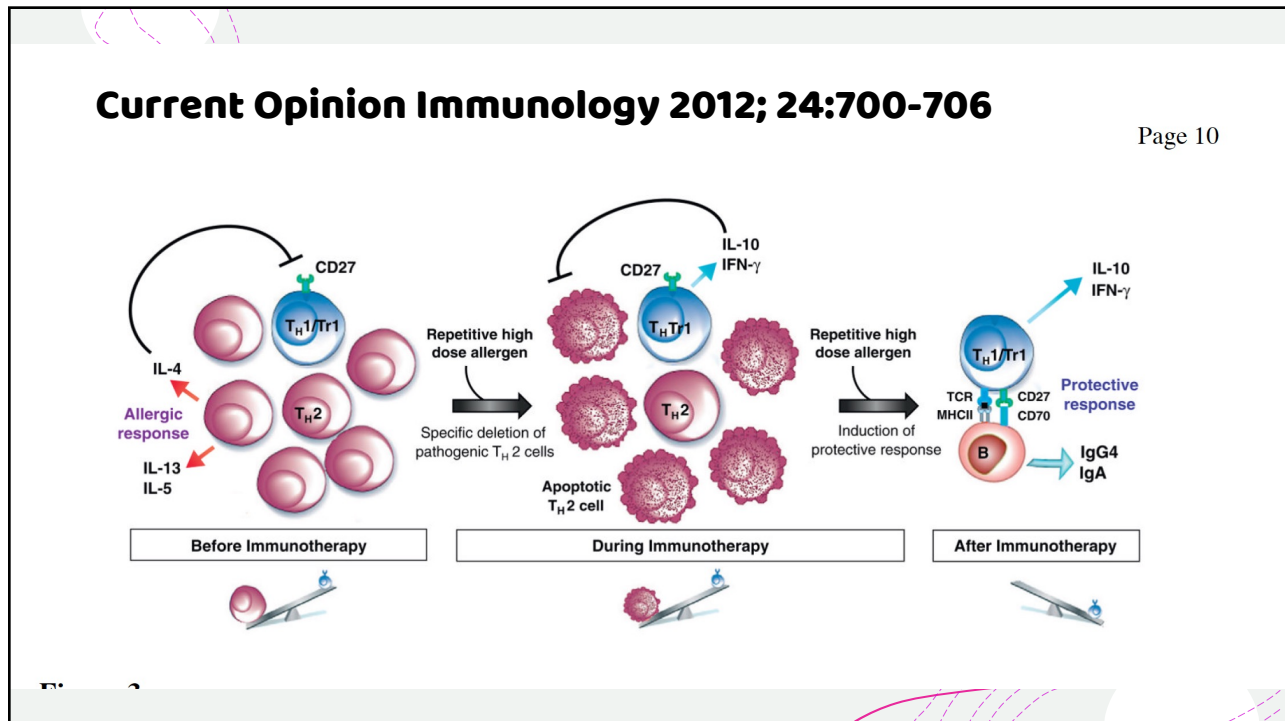 Current Opinion Immunology 2012; 24:700-706
Page 10
CD27
TH1/Tr1
IL-4
Allergic
response
TH2
IL-13
IL-5
Before Immunotherapy
Repetitive high
dose allergen
Specific deletion of
pathogenic TH 2 cells
IL-10
IFN-γ
CD27
THTr1
TH2
Apoptotic
TH2 cell
During Immunotherapy
Repetitive high
dose allergen
Induction of
protective response
IL-10
IFN-γ
TH1/Tr1
TCR
MHCII
CD27
CD70
Protective
response
B
IgG4
IgA
After Immunotherapy